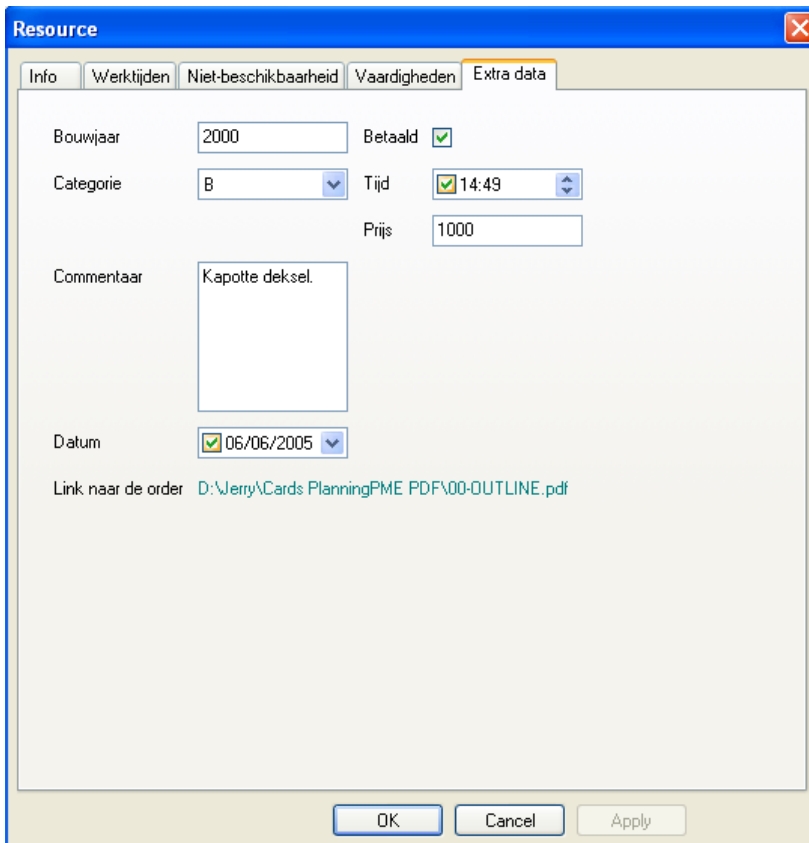 Resource
Info Werktijden Niet-beschikbaarheid Vaardigheden Extra data
Bouwjaar 2000 Betaald
Categorie B Tijd 14:49
Prijs 1000
Commentaar Kapotte deksel.
Datum 06/06/2005
Link naar de order D:\Jerry\Cards PlanningPME PDF\00-OUTLINE.pdf
OK Cancel Apply